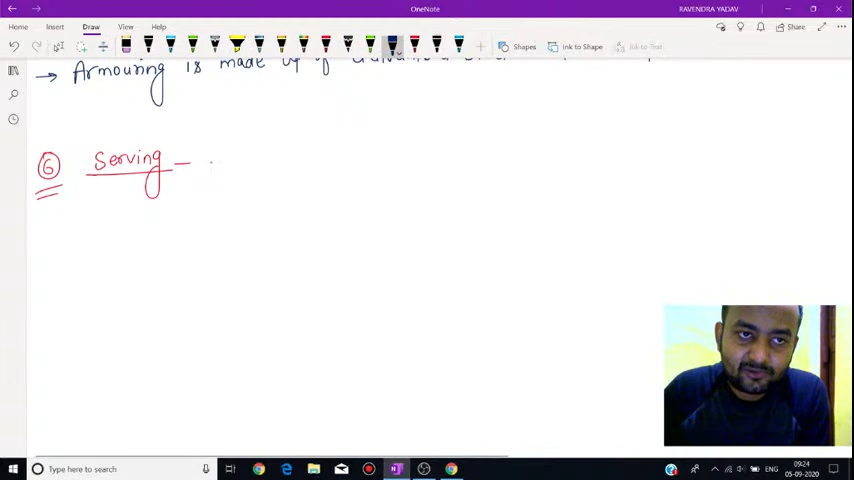 OneNote
RAVENDRA YADAV
Home Insert Draw View Help
Share
Shapes
Ink to Shape
Ink to Text
→ Armouring is made up of
⑥ Serving –
Type here to search
ENG
09:24
05-09-2020